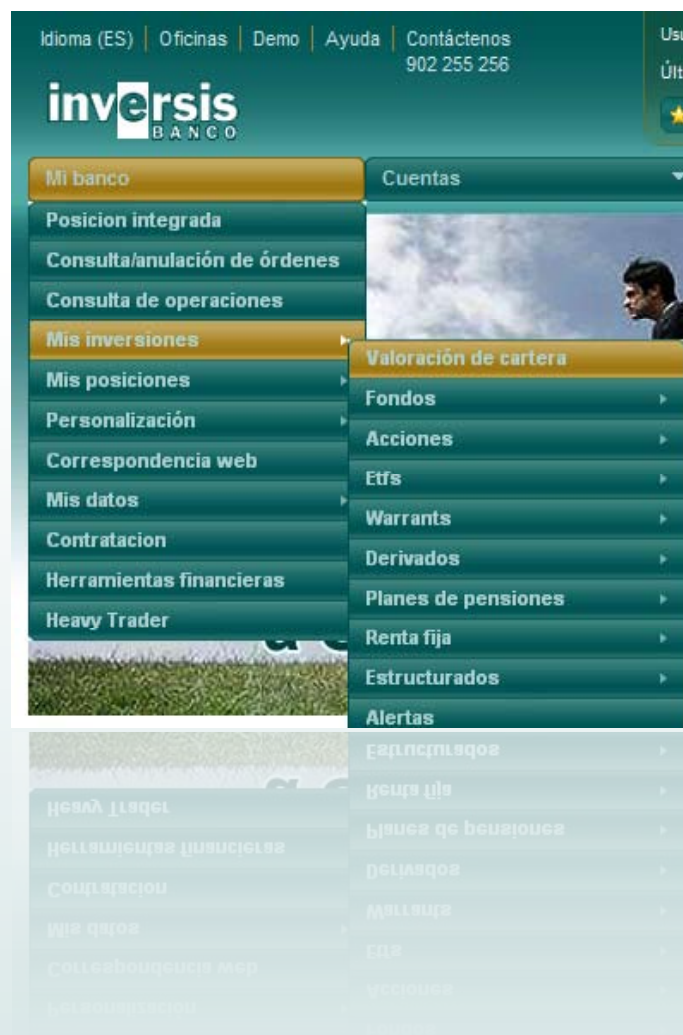 Idioma (ES) | Oficinas | Demo | Ayuda | Contáctenos
902 255 256
inversis
BANCO
Mi banco
Cuentas
Posicion integrada
Consulta/anulación de órdenes
Consulta de operaciones
Mis inversiones
Mis posiciones
Personalización
Correspondencia web
Mis datos
Contratacion
Herramientas financieras
Heavy Trader
Valoración de cartera
Fondos
Acciones
Etfs
Warrants
Derivados
Planes de pensiones
Renta fija
Estructurados
Alertas